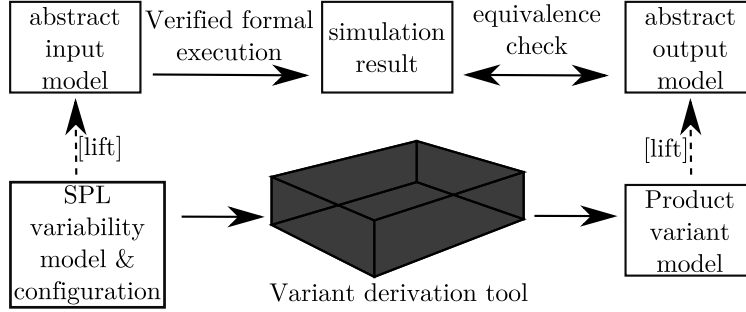 abstract
input
model
Verified formal
execution
simulation
result
equivalence
check
abstract
output
model
[lift]
[lift]
SPL
variability
model &
configuration
Variant derivation tool
Product
variant
model